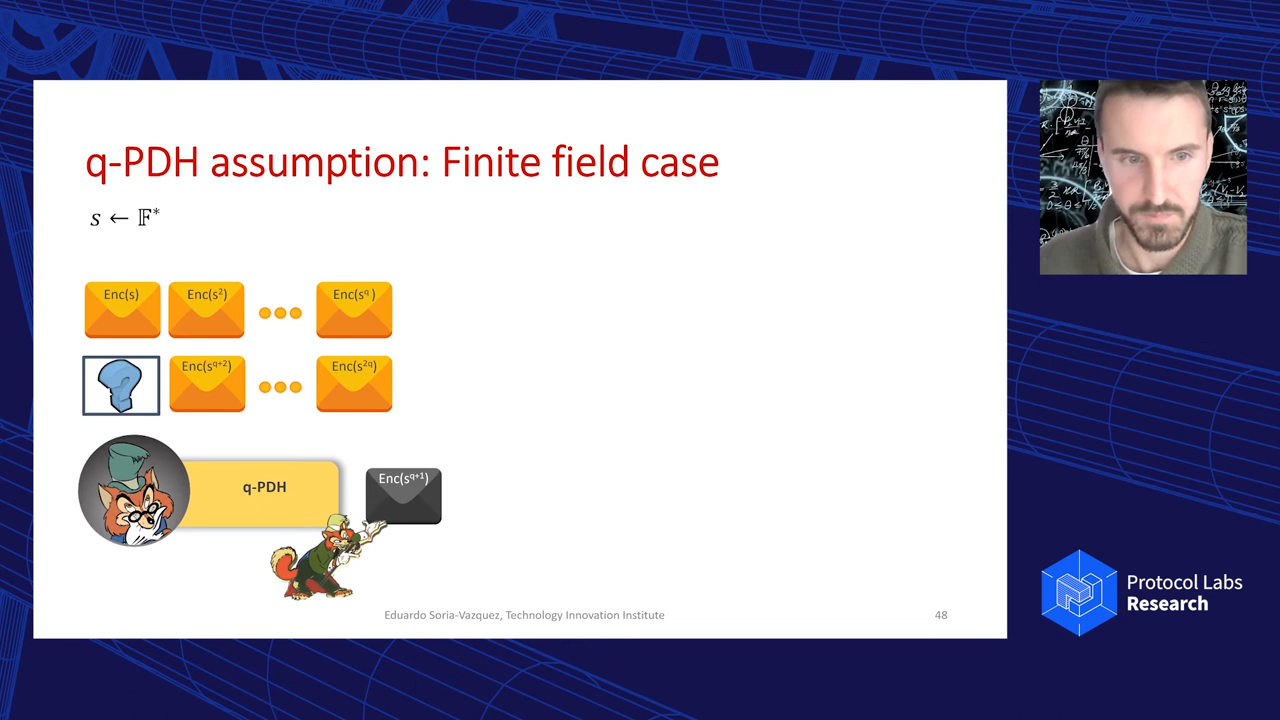 q-PDH assumption: Finite field case
s ← 𝔽*
Enc(s) Enc(s²) Enc(s^q)
Enc(s^{q+2}) Enc(s^{2q})
q-PDH
Enc(s^{q+1})
Eduardo Soria-Vazquez, Technology Innovation Institute
48
Protocol Labs
Research